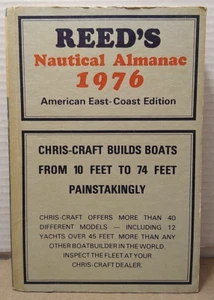 REED'S
Nautical Almanac
1976
American East-Coast Edition
CHRIS-CRAFT BUILDS BOATS
FROM 10 FEET TO 74 FEET
PAINSTAKINGLY
CHRIS-CRAFT OFFERS MORE THAN 40
DIFFERENT MODELS — INCLUDING 12
YACHTS OVER 45 FEET. MORE THAN ANY
OTHER BOATBUILDER IN THE WORLD.
INSPECT THE FLEET AT YOUR
CHRIS-CRAFT DEALER.